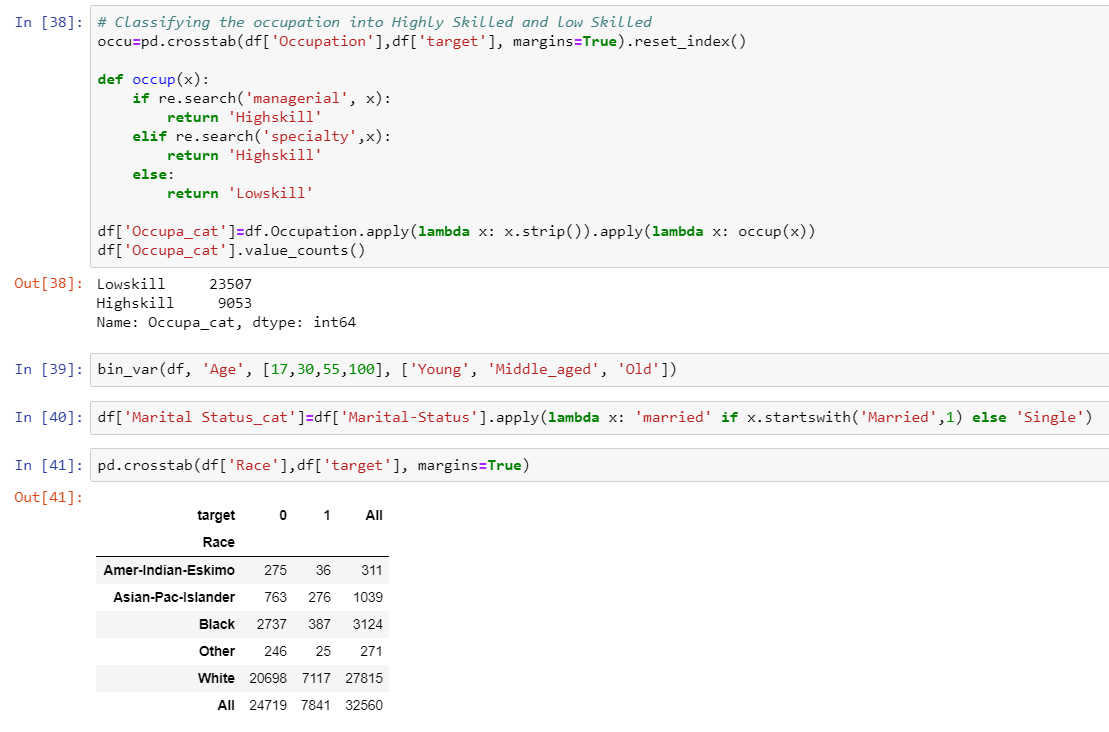 In [38]: # Classifying the occupation into Highly Skilled and low Skilled
occu=pd.crosstab(df['Occupation'],df['target'], margins=True).reset_index()
def occup(x):
    if re.search('managerial', x):
        return 'Highskill'
    elif re.search('specialty',x):
        return 'Highskill'
    else:
        return 'Lowskill'
df['Occupa_cat']=df.Occupation.apply(lambda x: x.strip()).apply(lambda x: occup(x))
df['Occupa_cat'].value_counts()
Out[38]: Lowskill     23507
Highskill     9053
Name: Occupa_cat, dtype: int64
In [39]: bin_var(df, 'Age', [17,30,55,100], ['Young', 'Middle_aged', 'Old'])
In [40]: df['Marital Status_cat']=df['Marital-Status'].apply(lambda x: 'married' if x.startswith('Married',1) else 'Single')
In [41]: pd.crosstab(df['Race'],df['target'], margins=True)
Out[41]:
target 0 1 All
Race
Amer-Indian-Eskimo 275 36 311
Asian-Pac-Islander 763 276 1039
Black 2737 387 3124
Other 246 25 271
White 20698 7117 27815
All 24719 7841 32560